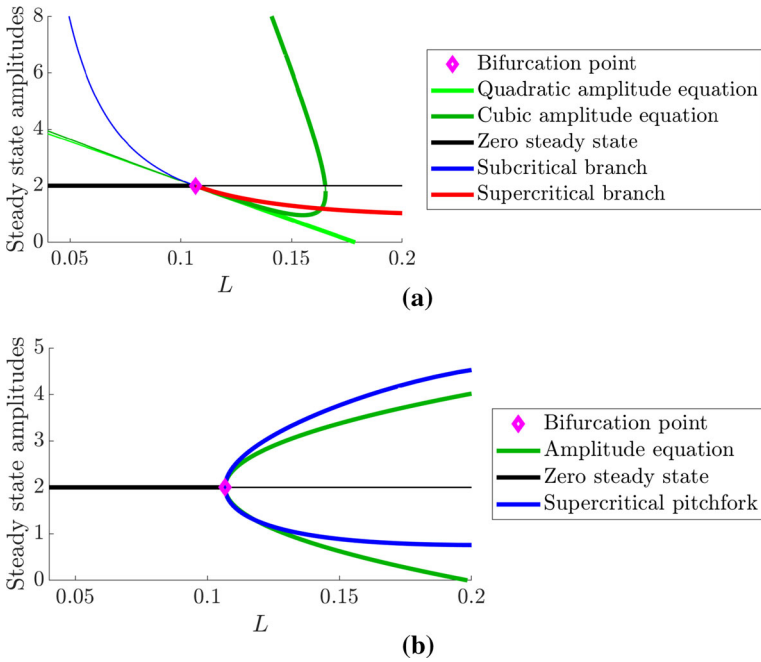 Steady state amplitudes
8
6
4
2
0
0.05
0.1
0.15
0.2
L
Bifurcation point
Quadratic amplitude equation
Cubic amplitude equation
Zero steady state
Subcritical branch
Supercritical branch
(a)
Steady state amplitudes
5
4
3
2
1
0
0.05
0.1
0.15
0.2
L
Bifurcation point
Amplitude equation
Zero steady state
Supercritical pitchfork
(b)